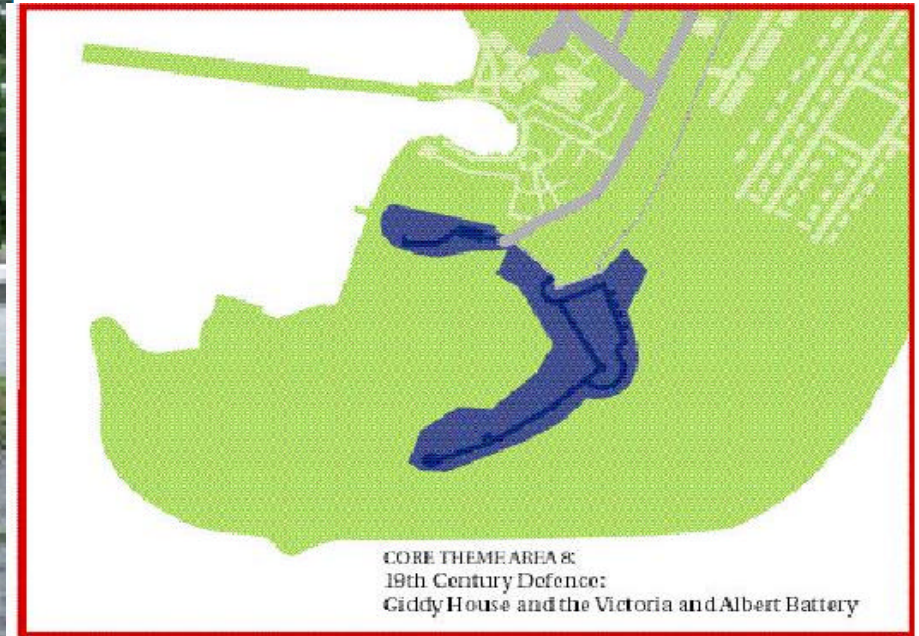 CORE THEME AREA 8:
19th Century Defence:
Giddy House and the Victoria and Albert Battery